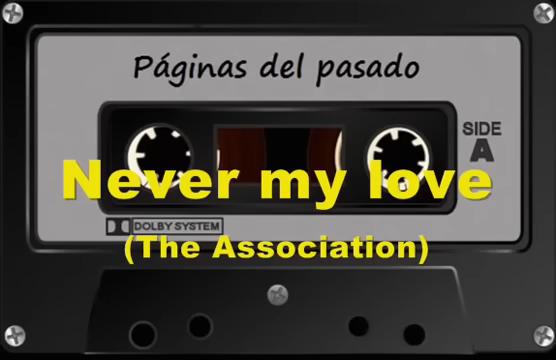 Páginas del pasado
SIDE
A
Never my love
DOLBY SYSTEM
(The Association)